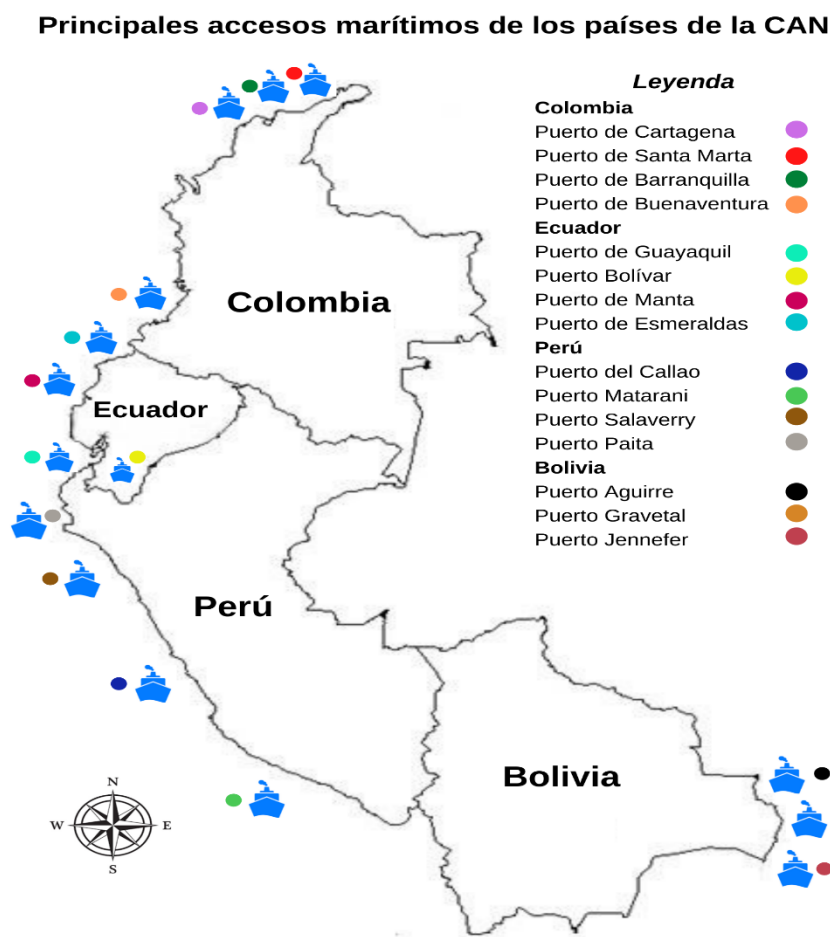 Principales accesos marítimos de los países de la CAN
Leyenda
Colombia
Puerto de Cartagena
Puerto de Santa Marta
Puerto de Barranquilla
Puerto de Buenaventura
Ecuador
Puerto de Guayaquil
Puerto Bolívar
Puerto de Manta
Puerto de Esmeraldas
Perú
Puerto del Callao
Puerto Matarani
Puerto Salaverry
Puerto Paita
Bolivia
Puerto Aguirre
Puerto Gravetal
Puerto Jennefer
Colombia
Ecuador
Perú
Bolivia
N
W E
S